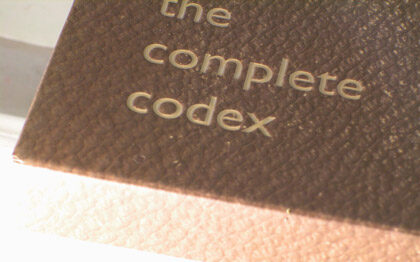 the
complete
codex